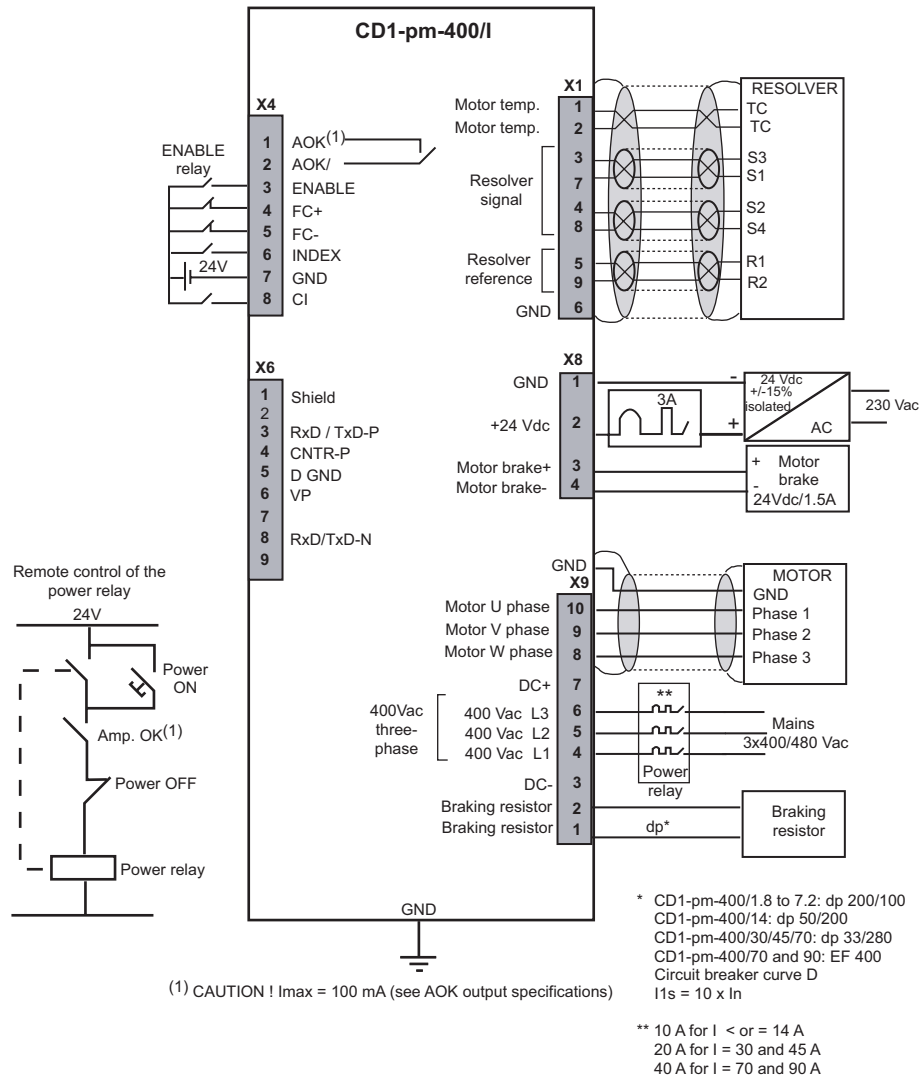 CD1-pm-400/I
X4
1 AOK(1)
2 AOK/
3 ENABLE
4 FC+
5 FC-
6 INDEX
7 GND
8 CI
ENABLE
relay
24V
X1
Motor temp. 1
Motor temp. 2
Resolver
signal
3
7
4
8
Resolver
reference
5
9
GND 6
RESOLVER
TC
TC
S3
S1
S2
S4
R1
R2
X6
1 Shield
2
3 RxD / TxD-P
4 CNTR-P
5 D GND
6 VP
7
8 RxD/TxD-N
9
X8
GND 1
+24 Vdc 2
Motor brake+ 3
Motor brake- 4
3A
-
+
24 Vdc
+/-15%
isolated
AC
230 Vac
+ Motor
brake
-
24Vdc/1.5A
GND
X9
Motor U phase 10
Motor V phase 9
Motor W phase 8
DC+ 7
400Vac
three-
phase
400 Vac L3 6
400 Vac L2 5
400 Vac L1 4
DC- 3
Braking resistor 2
Braking resistor 1
MOTOR
GND
Phase 1
Phase 2
Phase 3
**
Power
relay
Mains
3x400/480 Vac
dp*
Braking
resistor
Remote control of the
power relay
24V
Power
ON
Amp. OK(1)
Power OFF
Power relay
GND
(1) CAUTION ! Imax = 100 mA (see AOK output specifications)
* CD1-pm-400/1.8 to 7.2: dp 200/100
CD1-pm-400/14: dp 50/200
CD1-pm-400/30/45/70: dp 33/280
CD1-pm-400/70 and 90: EF 400
Circuit breaker curve D
I1s = 10 x In
** 10 A for I < or = 14 A
20 A for I = 30 and 45 A
40 A for I = 70 and 90 A